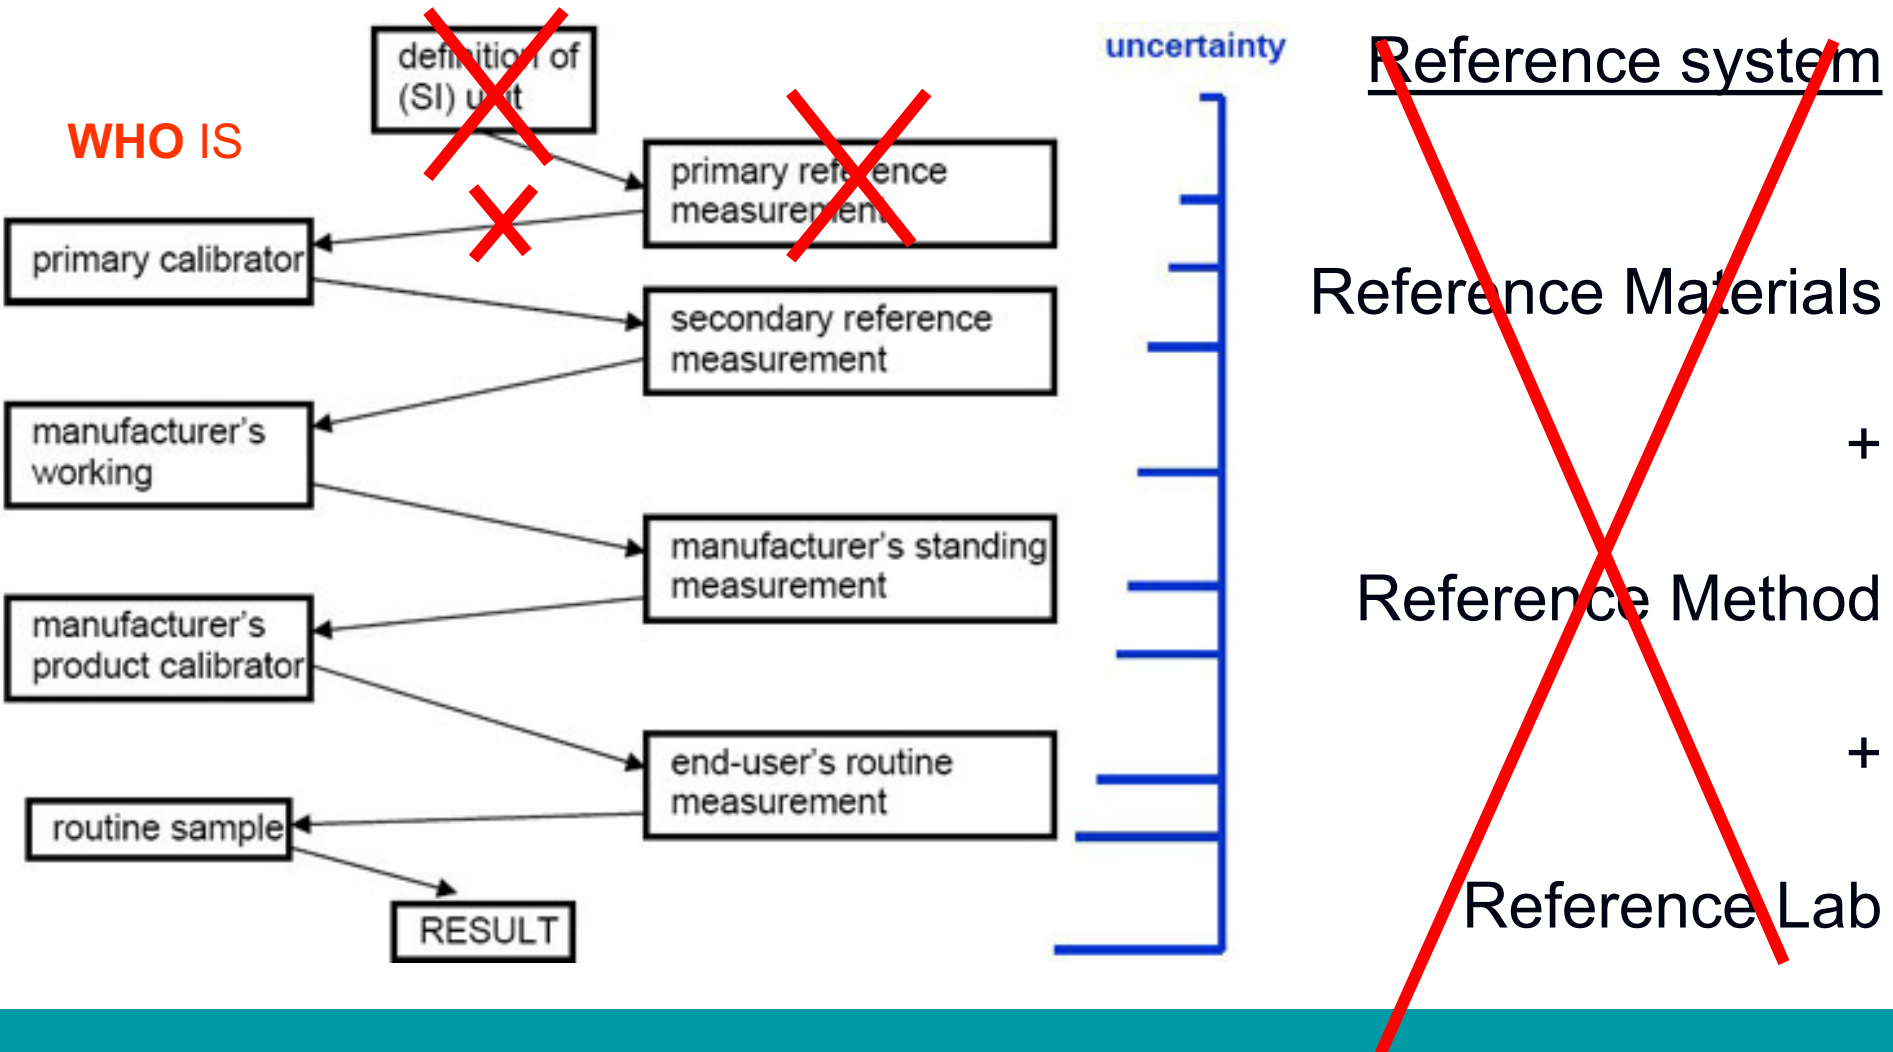 definition of
(SI) unit
WHO IS
primary reference
measurement
primary calibrator
secondary reference
measurement
manufacturer's
working
manufacturer's standing
measurement
manufacturer's
product calibrator
end-user's routine
measurement
routine sample
RESULT
uncertainty
Reference system
Reference Materials
+
Reference Method
+
Reference Lab